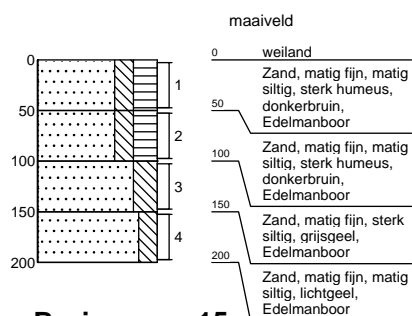 maaiveld
0
50
100
150
200
1
2
3
4
0 weiland
Zand, matig fijn, matig
siltig, sterk humeus,
donkerbruin,
Edelmanboor
50
Zand, matig fijn, matig
siltig, sterk humeus,
donkerbruin,
Edelmanboor
100
Zand, matig fijn, sterk
siltig, grijsgeel,
Edelmanboor
150
Zand, matig fijn, matig
siltig, lichtgeel,
Edelmanboor
200
15